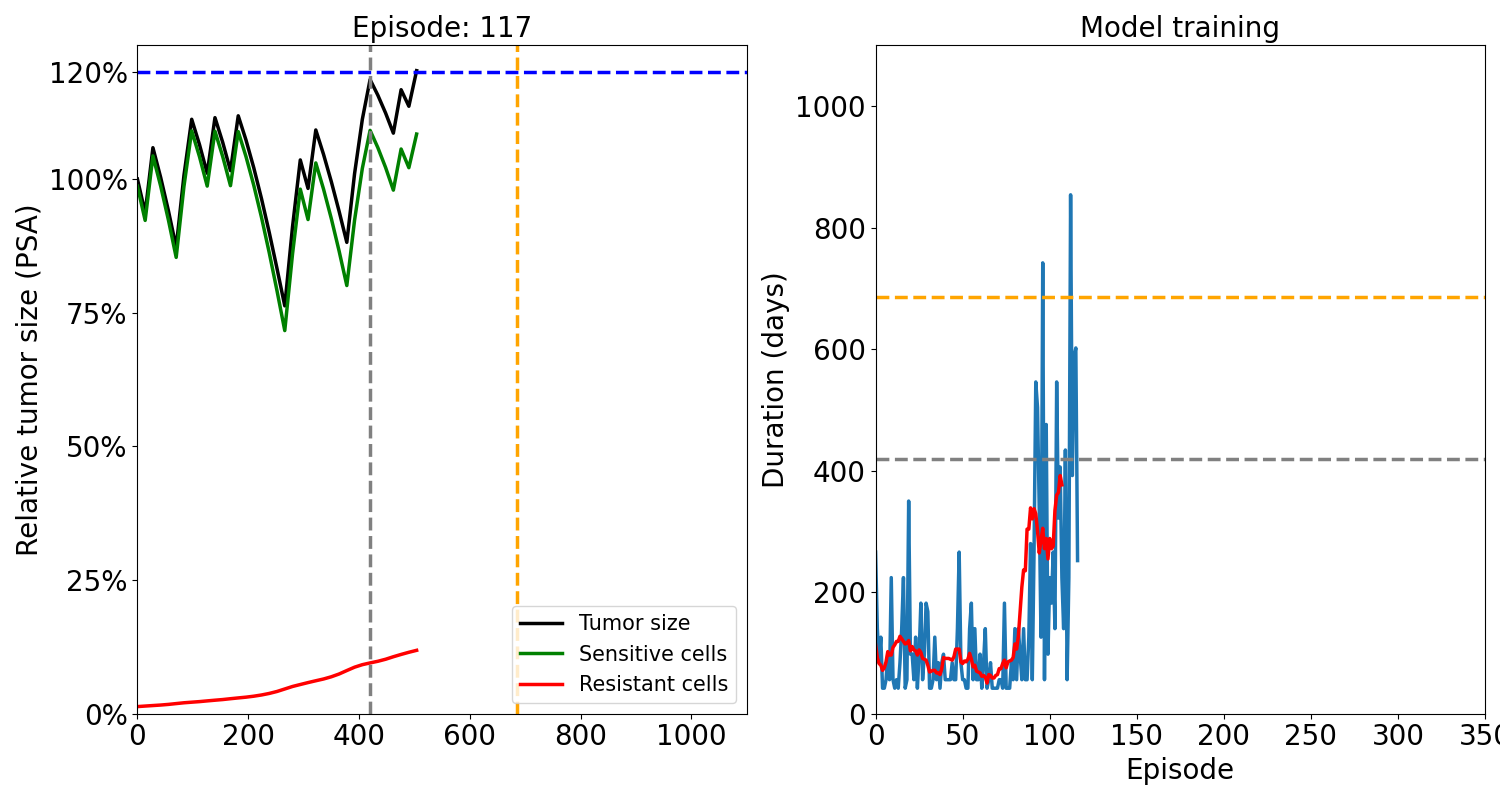 Episode: 117
Relative tumor size (PSA)
120%
100%
75%
50%
25%
0%
0 200 400 600 800 1000
Tumor size
Sensitive cells
Resistant cells
Model training
Duration (days)
1000
800
600
400
200
0
0 50 100 150 200 250 300 350
Episode